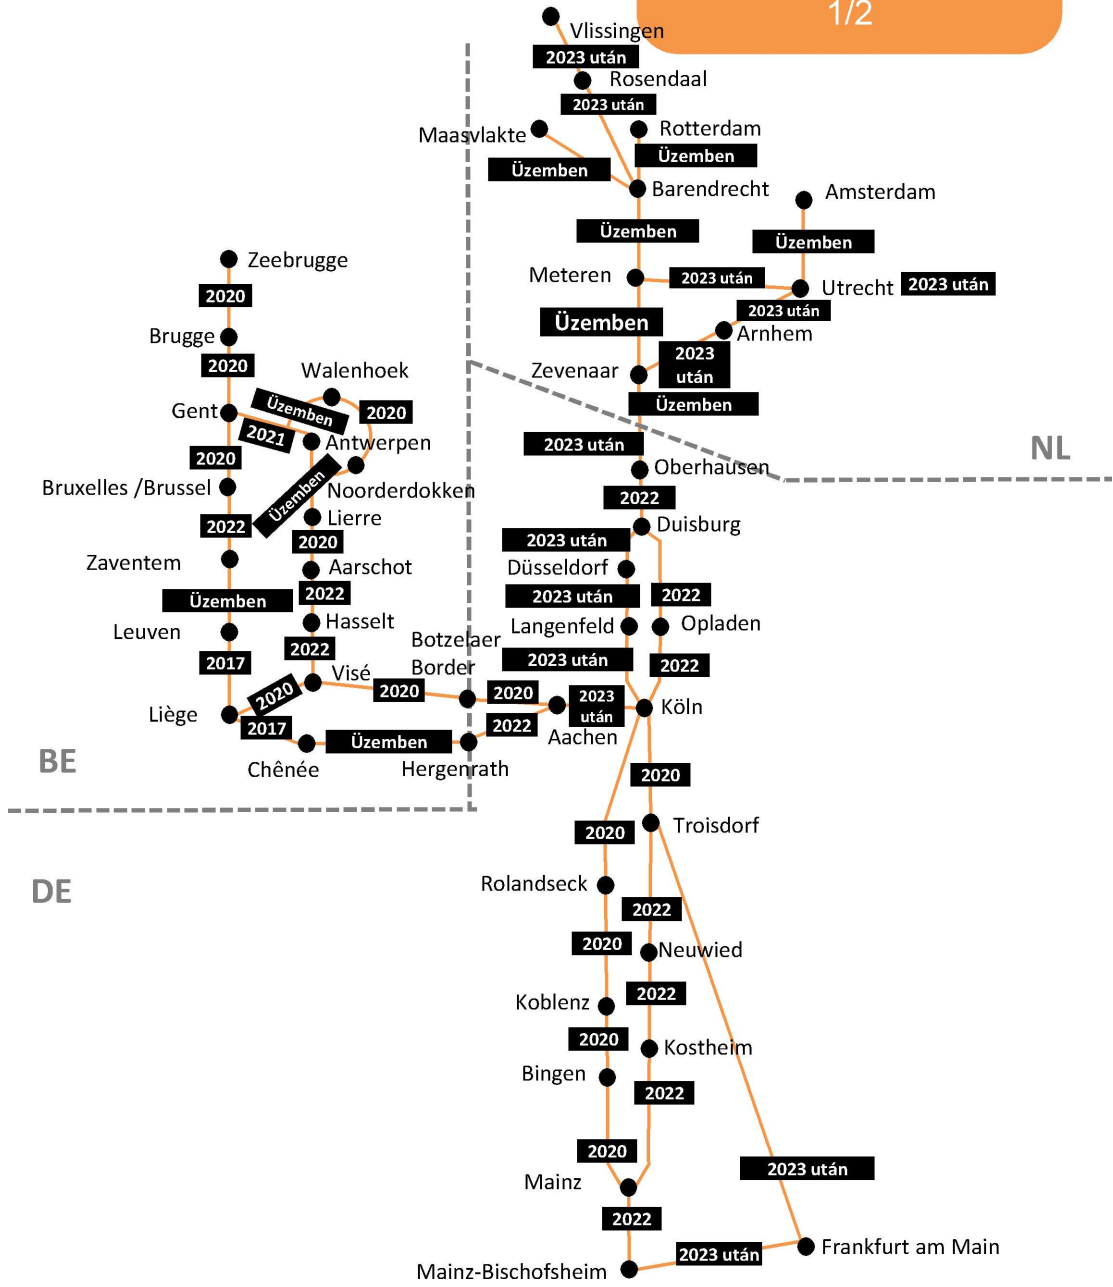 1/2
Vlissingen
2023 után
Rosendaal
2023 után
Maasvlakte
Rotterdam
Üzemben
Üzemben
Barendrecht
Amsterdam
Üzemben
Üzemben
Zeebrugge
Meteren
2023 után
Utrecht
2023 után
2020
2023 után
Üzemben
Brugge
Arnhem
2020
Walenhoek
Zevenaar
2023
után
Üzemben
Gent
Üzemben
2020
2021
Antwerpen
2023 után
NL
2020
Oberhausen
Bruxelles /Brussel
Üzemben
Noorderdokken
2022
2022
Lierre
Duisburg
2020
2023 után
Zaventem
Aarschot
Düsseldorf
Üzemben
2022
2023 után
2022
Leuven
Hasselt
Langenfeld
Opladen
2017
2022
Botzelaer
Border
2023 után
2022
Visé
2020
2020
2020
2023
után
Köln
Liège
2017
Üzemben
2022
Aachen
BE
Chênée
Hergenrath
2020
2020
Troisdorf
DE
Rolandseck
2022
2020
Neuwied
2022
Koblenz
2020
Kostheim
Bingen
2022
2020
2023 után
Mainz
2022
2023 után
Frankfurt am Main
Mainz-Bischofsheim